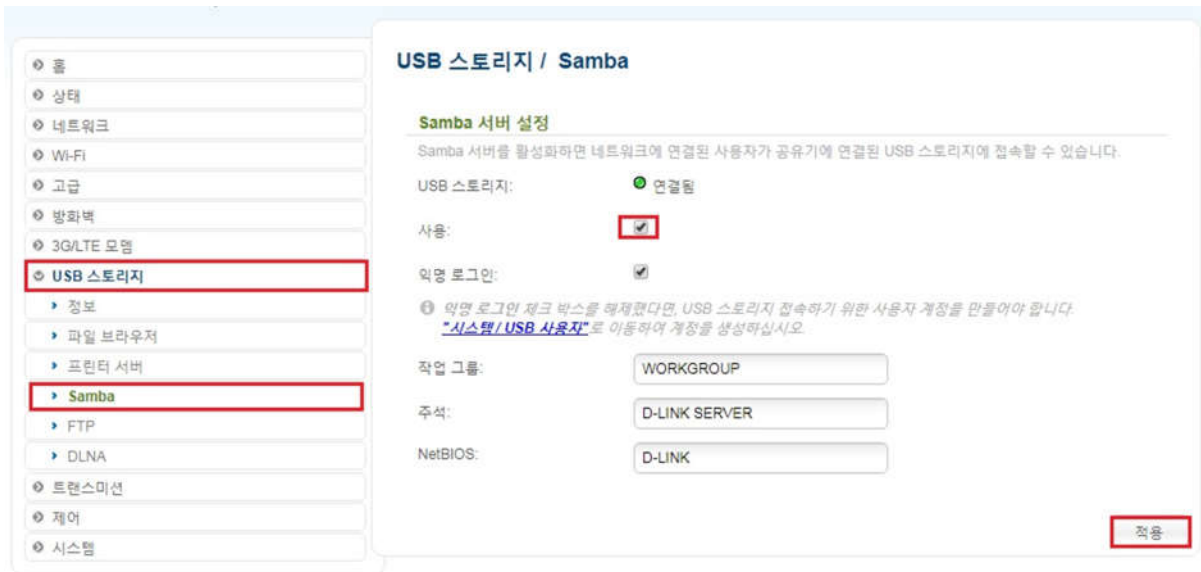 홈
상태
네트워크
Wi-Fi
고급
방화벽
3G/LTE 모뎀
USB 스토리지
정보
파일 브라우저
프린터 서버
Samba
FTP
DLNA
트랜스미션
제어
시스템
USB 스토리지 / Samba
Samba 서버 설정
Samba 서버를 활성화하면 네트워크에 연결된 사용자가 공유기에 연결된 USB 스토리지에 접속할 수 있습니다.
USB 스토리지: 연결됨
사용:
익명 로그인:
익명 로그인 체크 박스를 해제했다면, USB 스토리지 접속하기 위한 사용자 계정을 만들어야 합니다.
"시스템 / USB 사용자"로 이동하여 계정을 생성하십시오.
작업 그룹: WORKGROUP
주석: D-LINK SERVER
NetBIOS: D-LINK
적용